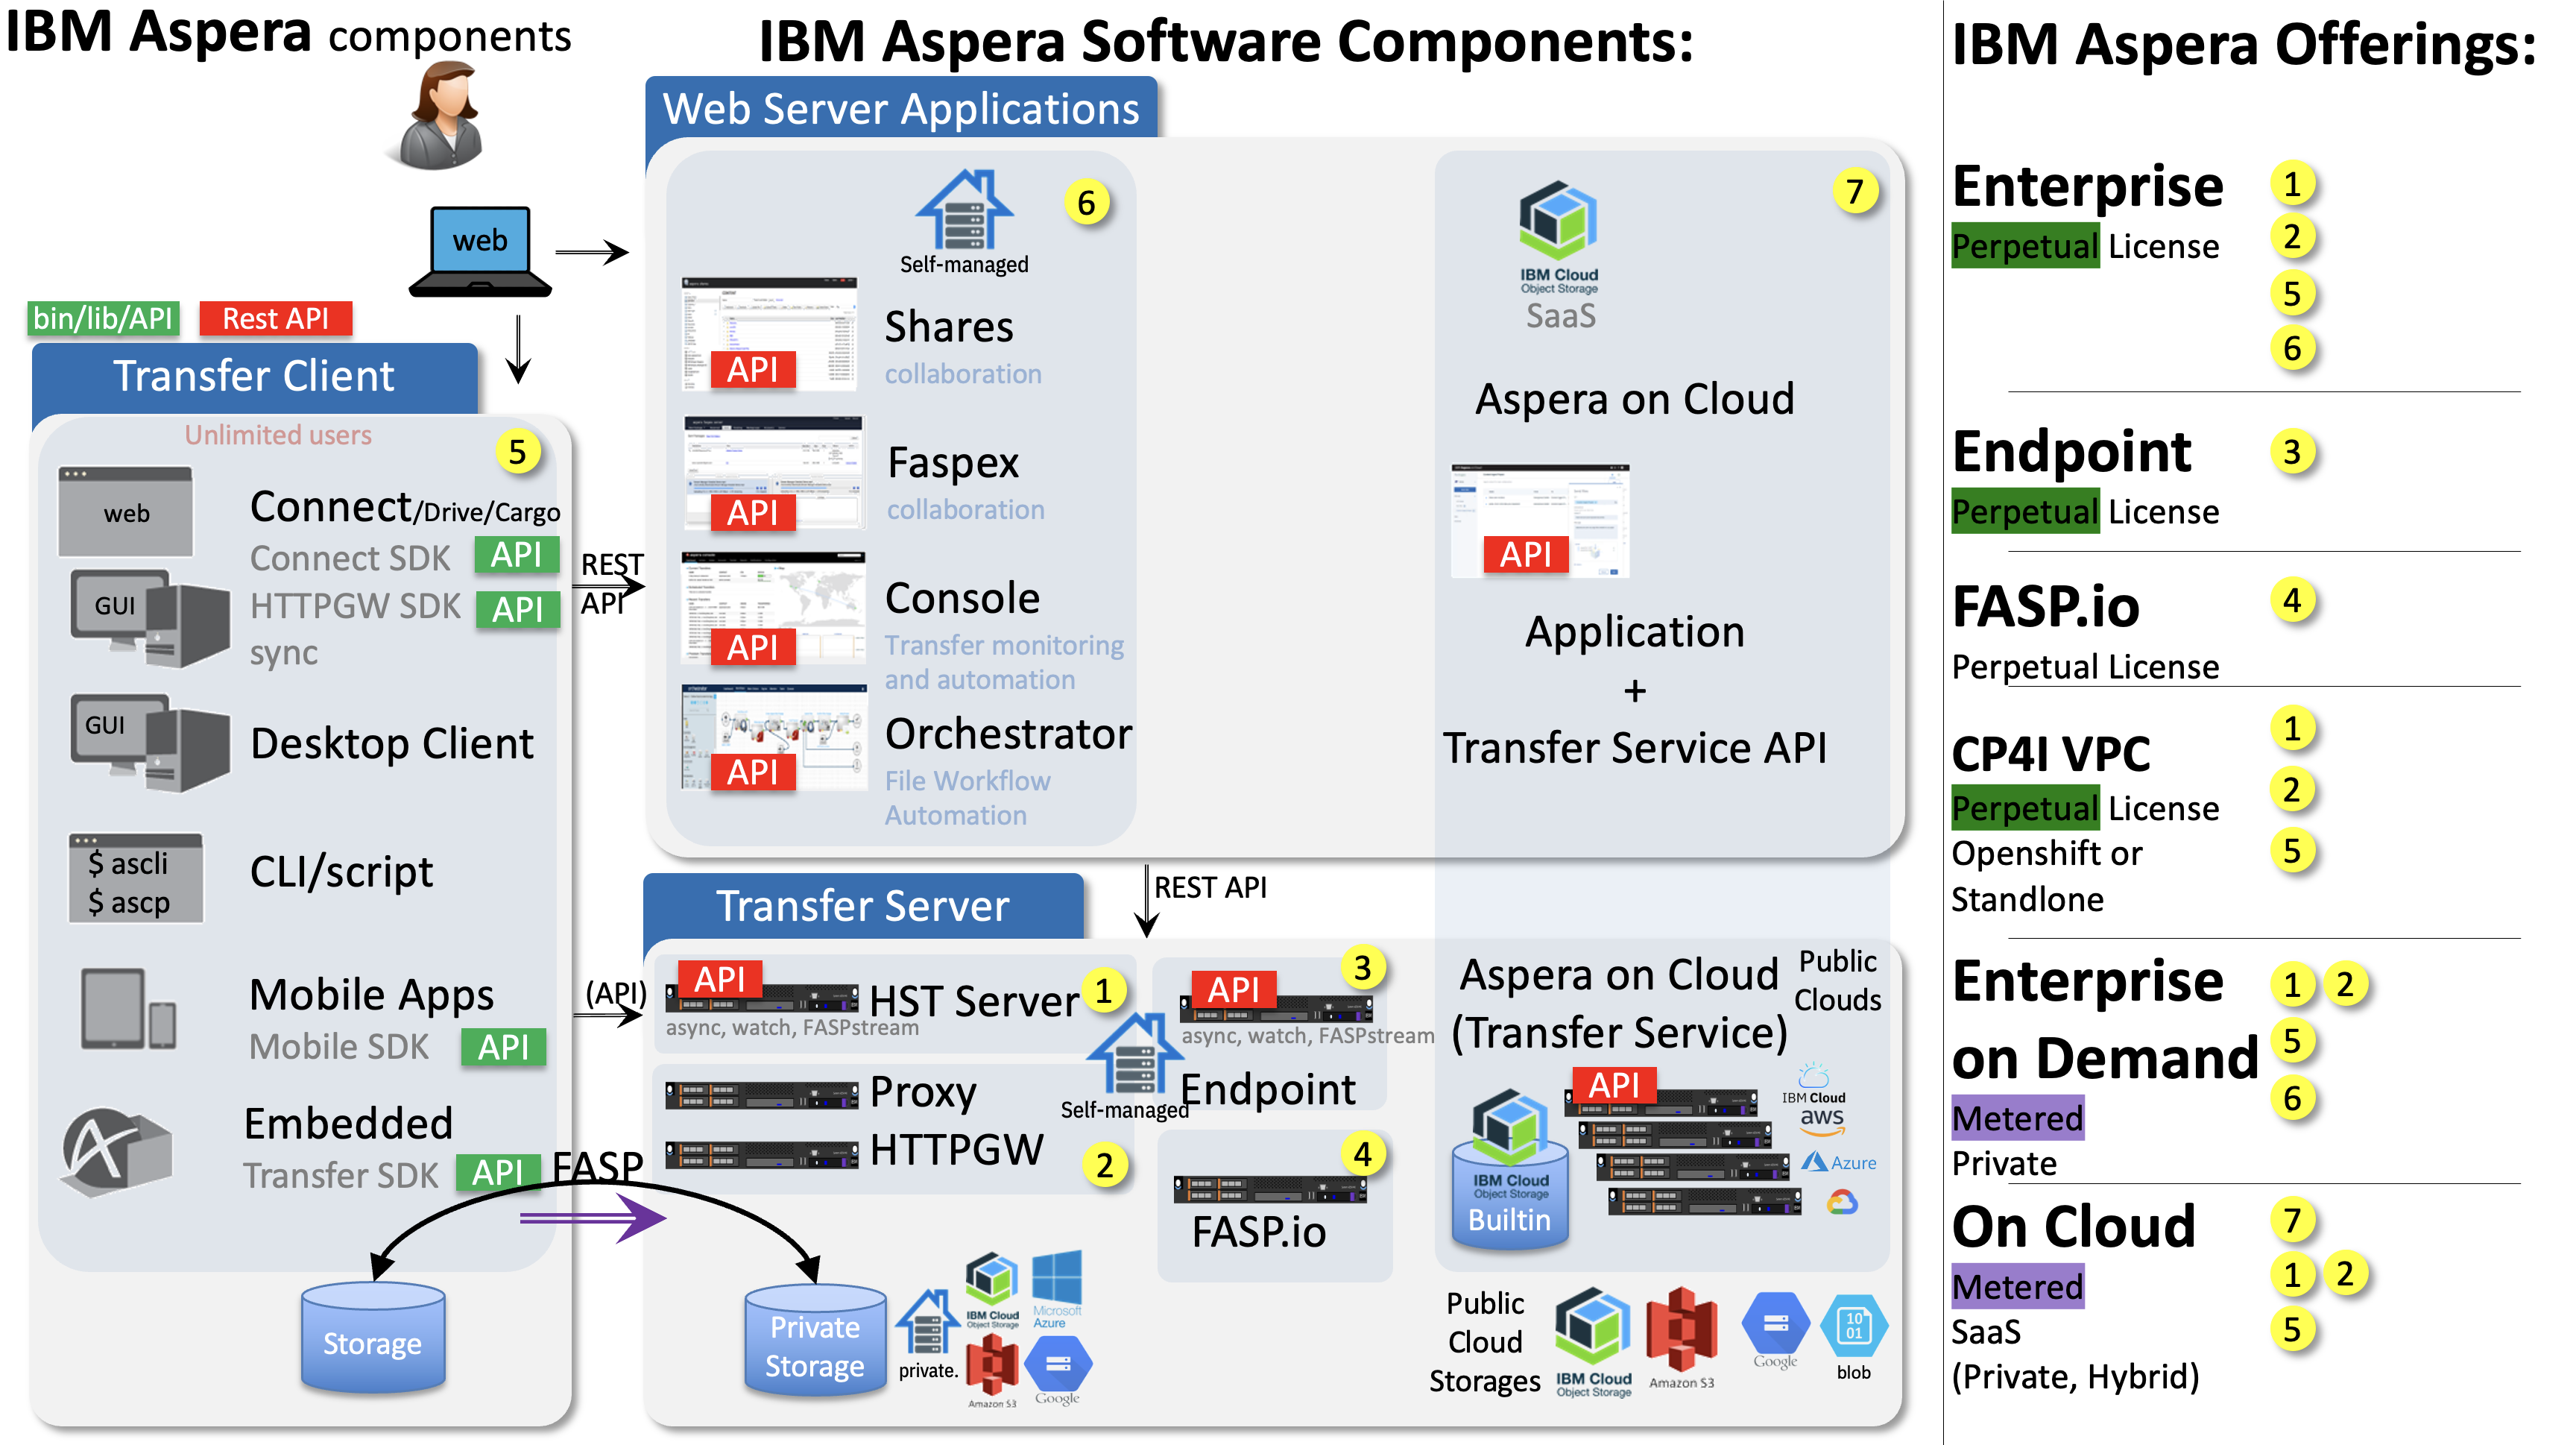 IBM Aspera components
IBM Aspera Software Components:
IBM Aspera Offerings:
web
bin/lib/API
Rest API
Transfer Client
Unlimited users
5
web
Connect/Drive/Cargo
Connect SDK
API
GUI
HTTPGW SDK
API
sync
GUI
Desktop Client
$ ascli
$ ascp
CLI/script
Mobile Apps
Mobile SDK
API
Embedded
Transfer SDK
API
FASP
Storage
REST
API
(API)
Web Server Applications
6
Self-managed
API
Shares
collaboration
API
Faspex
collaboration
API
Console
Transfer monitoring
and automation
API
Orchestrator
File Workflow
Automation
7
IBM Cloud
Object Storage
SaaS
Aspera on Cloud
API
Application
+
Transfer Service API
REST API
Transfer Server
API
HST Server
1
async, watch, FASPstream
Proxy
HTTPGW
2
Self-managed
3
API
async, watch, FASPstream
Endpoint
4
FASP.io
Aspera on Cloud
(Transfer Service)
Public
Clouds
API
IBM Cloud
aws
Azure
IBM Cloud
Object Storage
Builtin
Private
Storage
private.
IBM Cloud
Object Storage
Microsoft
Azure
Amazon S3
Google
Public
Cloud
Storages
IBM Cloud
Object Storage
Amazon S3
Google
10
01
blob
Enterprise
Perpetual License
1
2
5
6
Endpoint
Perpetual License
3
FASP.io
Perpetual License
4
CP4I VPC
Perpetual License
Openshift or
Standlone
1
2
5
Enterprise
on Demand
Metered
Private
1 2
5
6
On Cloud
Metered
SaaS
(Private, Hybrid)
7
1 2
5